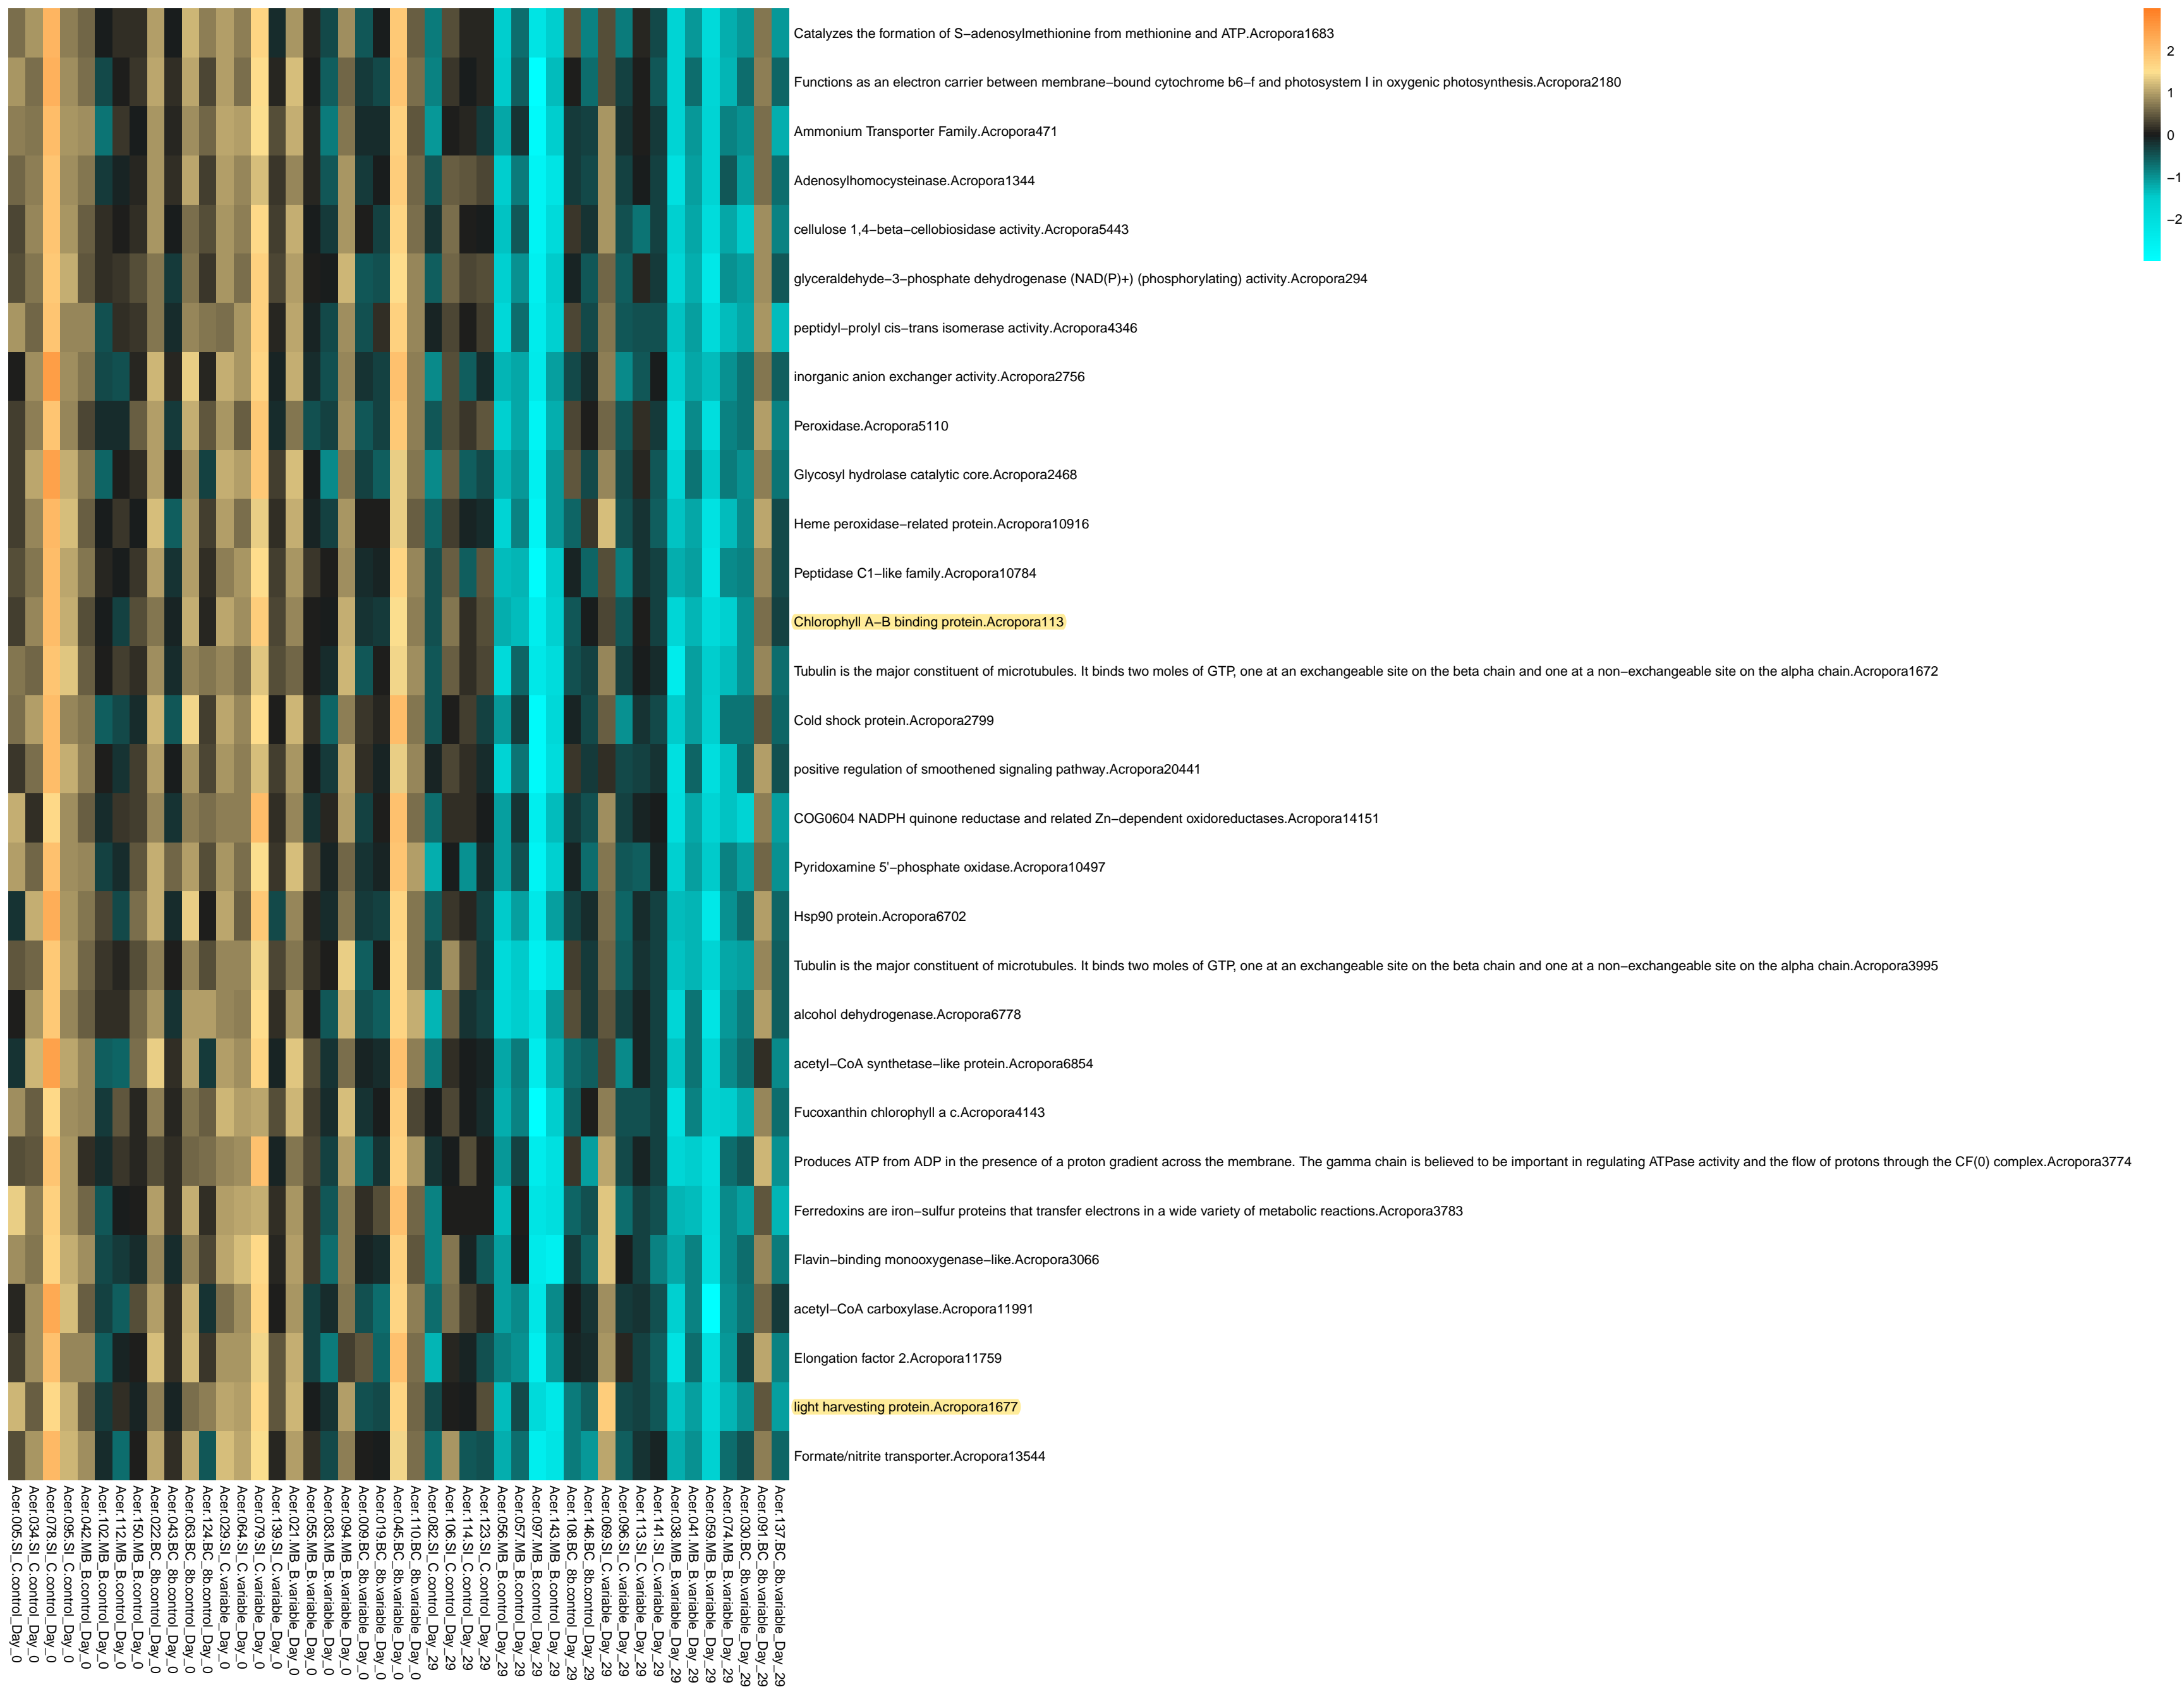 Catalyzes the formation of S−adenosylmethionine from methionine and ATP.Acropora1683
Functions as an electron carrier between membrane−bound cytochrome b6−f and photosystem I in oxygenic photosynthesis.Acropora2180
Ammonium Transporter Family.Acropora471
Adenosylhomocysteinase.Acropora1344
cellulose 1,4−beta−cellobiosidase activity.Acropora5443
glyceraldehyde−3−phosphate dehydrogenase (NAD(P)+) (phosphorylating) activity.Acropora294
peptidyl−prolyl cis−trans isomerase activity.Acropora4346
inorganic anion exchanger activity.Acropora2756
Peroxidase.Acropora5110
Glycosyl hydrolase catalytic core.Acropora2468
Heme peroxidase−related protein.Acropora10916
Peptidase C1−like family.Acropora10784
Chlorophyll A−B binding protein.Acropora113
Tubulin is the major constituent of microtubules. It binds two moles of GTP, one at an exchangeable site on the beta chain and one at a non−exchangeable site on the alpha chain.Acropora1672
Cold shock protein.Acropora2799
positive regulation of smoothened signaling pathway.Acropora20441
COG0604 NADPH quinone reductase and related Zn−dependent oxidoreductases.Acropora14151
Pyridoxamine 5'−phosphate oxidase.Acropora10497
Hsp90 protein.Acropora6702
Tubulin is the major constituent of microtubules. It binds two moles of GTP, one at an exchangeable site on the beta chain and one at a non−exchangeable site on the alpha chain.Acropora3995
alcohol dehydrogenase.Acropora6778
acetyl−CoA synthetase−like protein.Acropora6854
Fucoxanthin chlorophyll a c.Acropora4143
Produces ATP from ADP in the presence of a proton gradient across the membrane. The gamma chain is believed to be important in regulating ATPase activity and the flow of protons through the CF(0) complex.Acropora3774
Ferredoxins are iron−sulfur proteins that transfer electrons in a wide variety of metabolic reactions.Acropora3783
Flavin−binding monooxygenase−like.Acropora3066
acetyl−CoA carboxylase.Acropora11991
Elongation factor 2.Acropora11759
light harvesting protein.Acropora1677
Formate/nitrite transporter.Acropora13544
2
1
0
−1
−2
Acer.005.SI_C.control_Day_0
Acer.034.SI_C.control_Day_0
Acer.078.SI_C.control_Day_0
Acer.095.SI_C.control_Day_0
Acer.042.MB_B.control_Day_0
Acer.102.MB_B.control_Day_0
Acer.112.MB_B.control_Day_0
Acer.150.MB_B.control_Day_0
Acer.022.BC_8b.control_Day_0
Acer.043.BC_8b.control_Day_0
Acer.063.BC_8b.control_Day_0
Acer.124.BC_8b.control_Day_0
Acer.029.SI_C.variable_Day_0
Acer.064.SI_C.variable_Day_0
Acer.079.SI_C.variable_Day_0
Acer.139.SI_C.variable_Day_0
Acer.021.MB_B.variable_Day_0
Acer.055.MB_B.variable_Day_0
Acer.083.MB_B.variable_Day_0
Acer.094.MB_B.variable_Day_0
Acer.009.BC_8b.variable_Day_0
Acer.019.BC_8b.variable_Day_0
Acer.045.BC_8b.variable_Day_0
Acer.110.BC_8b.variable_Day_0
Acer.082.SI_C.control_Day_29
Acer.106.SI_C.control_Day_29
Acer.114.SI_C.control_Day_29
Acer.123.SI_C.control_Day_29
Acer.056.MB_B.control_Day_29
Acer.057.MB_B.control_Day_29
Acer.097.MB_B.control_Day_29
Acer.143.MB_B.control_Day_29
Acer.108.BC_8b.control_Day_29
Acer.146.BC_8b.control_Day_29
Acer.069.SI_C.variable_Day_29
Acer.096.SI_C.variable_Day_29
Acer.113.SI_C.variable_Day_29
Acer.141.SI_C.variable_Day_29
Acer.038.MB_B.variable_Day_29
Acer.041.MB_B.variable_Day_29
Acer.059.MB_B.variable_Day_29
Acer.074.MB_B.variable_Day_29
Acer.030.BC_8b.variable_Day_29
Acer.091.BC_8b.variable_Day_29
Acer.137.BC_8b.variable_Day_29